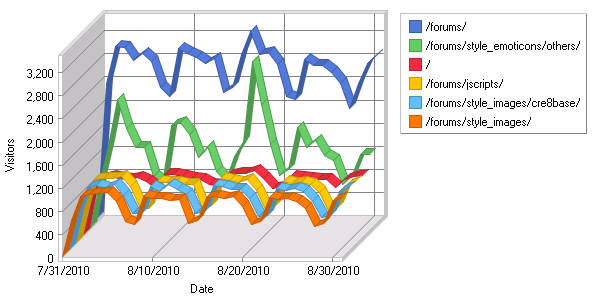 /forums/
/forums/style_emoticons/others/
/
/forums/jscripts/
/forums/style_images/cre8base/
/forums/style_images/
Visitors
3,200
2,800
2,400
2,000
1,600
1,200
800
400
0
7/31/2010 8/10/2010 8/20/2010 8/30/2010
Date